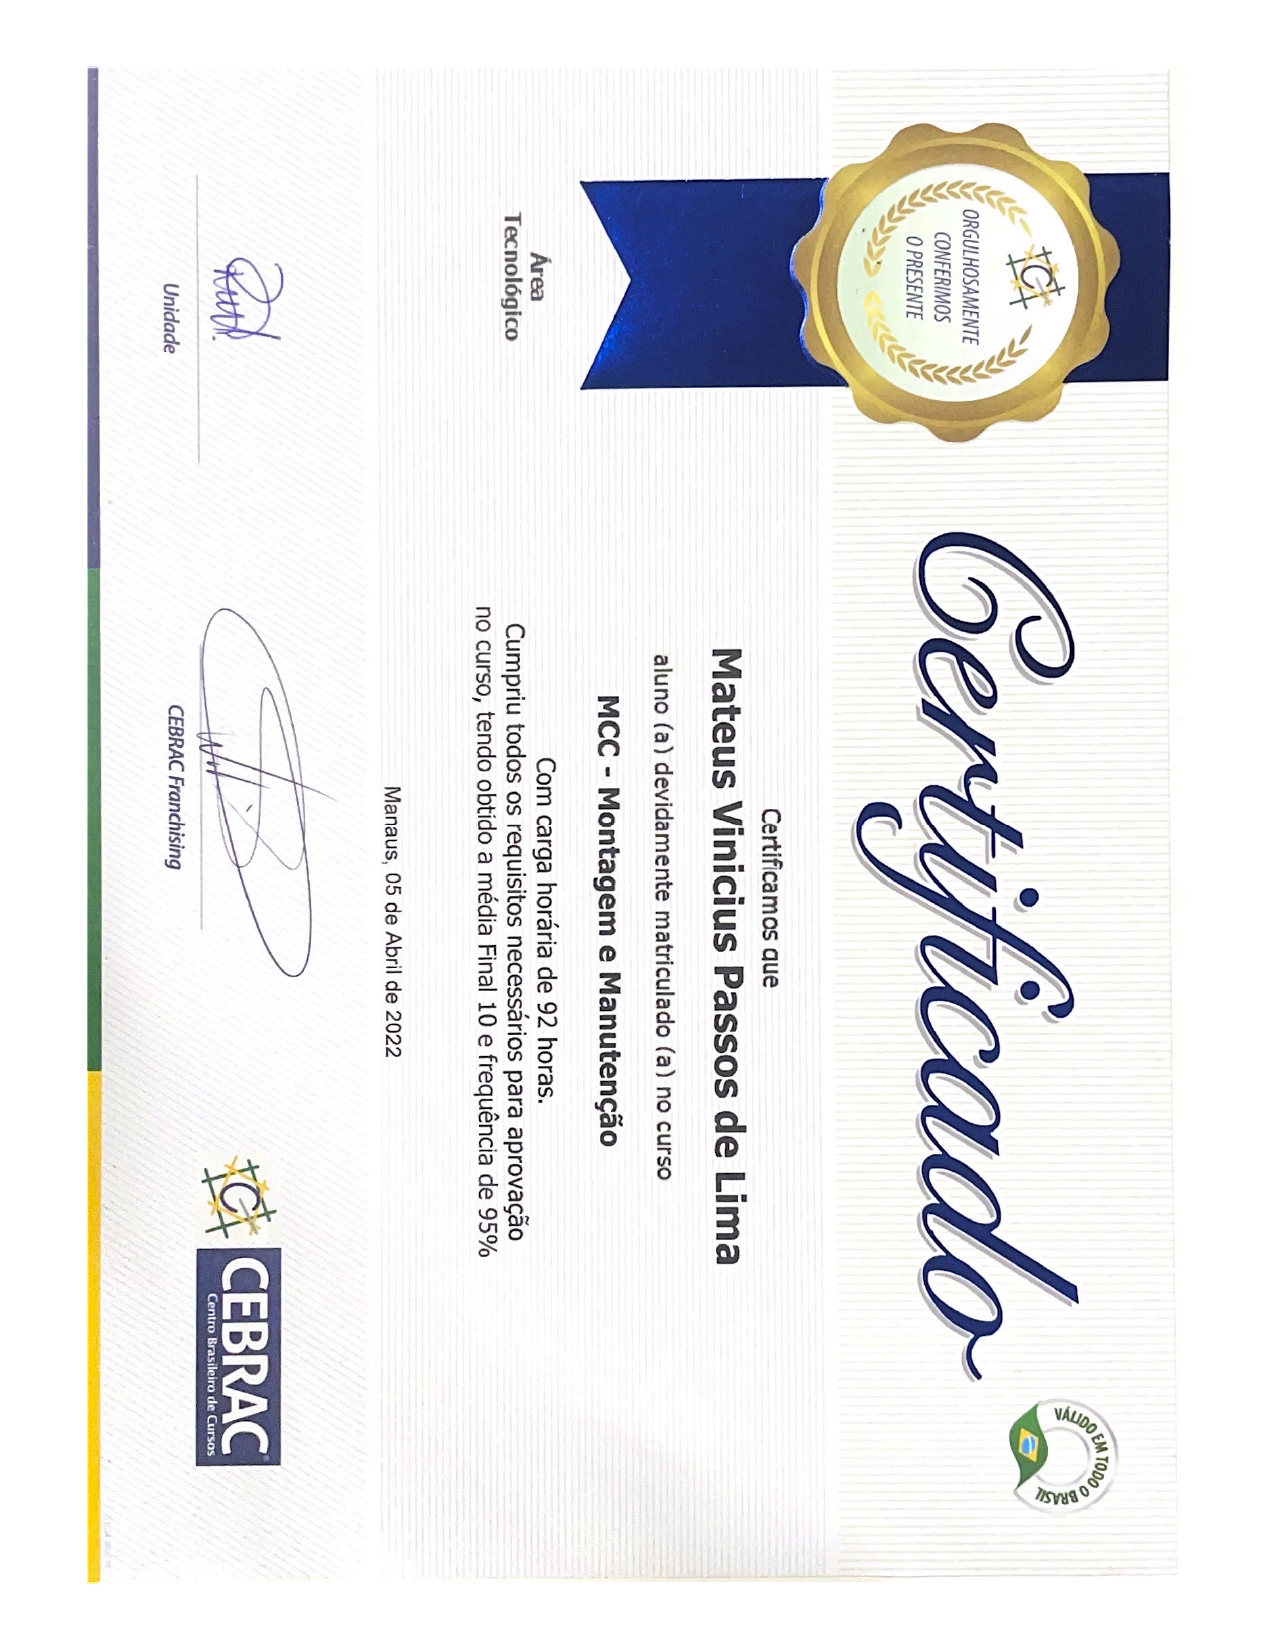 Certificado
VÁLIDO EM TODO O BRASIL
C
ORGULHOSAMENTE
CONFERIMOS
O PRESENTE
Certificamos que
Mateus Vinicius Passos de Lima
aluno (a) devidamente matriculado (a) no curso
MCC - Montagem e Manutenção
Com carga horária de 92 horas.
Cumpriu todos os requisitos necessários para aprovação
no curso, tendo obtido a média Final 10 e frequência de 95%
Área
Tecnológico
Manaus, 05 de Abril de 2022
Unidade
CEBRAC Franchising
C
CEBRAC
Centro Brasileiro de Cursos